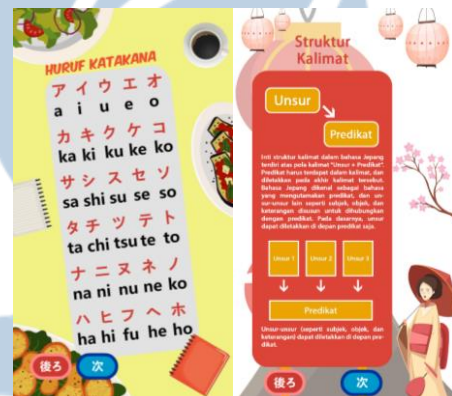 HURUF KATAKANA
ア イ ウ エ オ
a i u e o
カ キ ク ケ コ
ka ki ku ke ko
サ シ ス セ ソ
sa shi su se so
タ チ ツ テ ト
ta chi tsu te to
ナ ニ ヌ ネ ノ
na ni nu ne no
ハ ヒ フ ヘ ホ
ha hi fu he ho
後ろ
次
Struktur
Kalimat
Unsur
Predikat
Inti struktur kalimat dalam bahasa Jepang
terdiri atas pola kalimat "Unsur + Predikat"
Predikat harus terdapat dalam kalimat, dan
diletakkan pada akhir kalimat tersebut.
Bahasa Jepang dikenal sebagai bahasa
yang mengutamakan predikat, dan un-
sur-unsur lain seperti subjek, objek, dan
keterangan disusun untuk dihubungkan
dengan predikat. Pada dasarnya, unsur
dapat diletakkan di depan predikat saja.
Unsur 1
Unsur 2
Unsur 3
Predikat
Unsur-unsur (seperti subjek, objek, dan
keterangan) dapat diletakkan di depan pre-
dikat.
後ろ
次